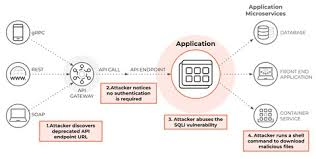 gRPC
REST
SOAP
API
GATEWAY
API CALL
API ENDPOINT
Application
Application
Microservices
DATABASE
FRONT END
APPLICATION
CONTAINER
SERVICE
1.Attacker discovers
deprecated API
endpoint URL
2.Attacker notices
no authentication
is required
3. Attacker abuses the
SQLi vulnerability
4. Attacker runs a shell
command to download
malicious files